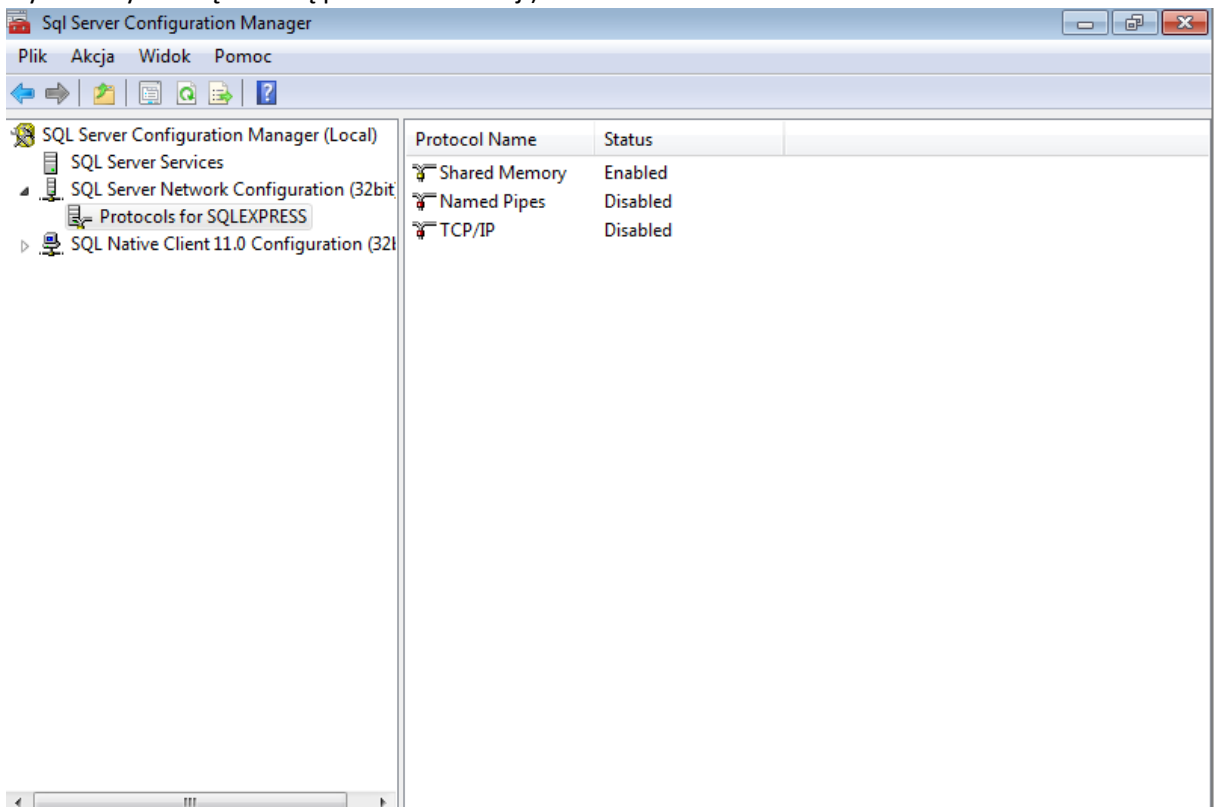 Sql Server Configuration Manager
Plik Akcja Widok Pomoc
SQL Server Configuration Manager (Local)
SQL Server Services
SQL Server Network Configuration (32bit)
Protocols for SQLEXPRESS
SQL Native Client 11.0 Configuration (32b
Protocol Name Status
Shared Memory Enabled
Named Pipes Disabled
TCP/IP Disabled